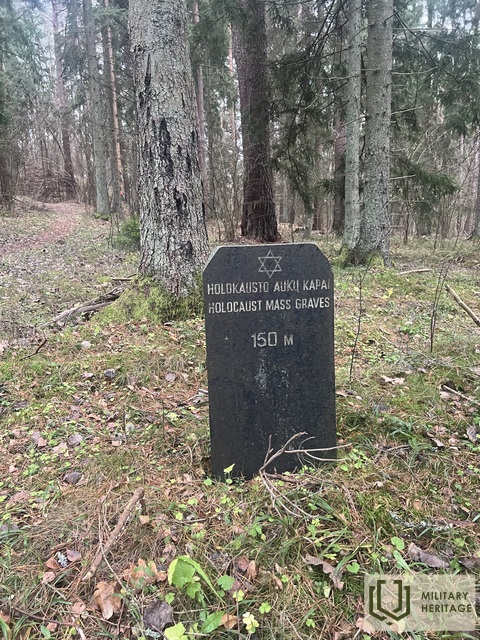 HOLOKAUSTO AUKŲ KAPAI
HOLOCAUST MASS GRAVES
150 M
MILITARY
HERITAGE